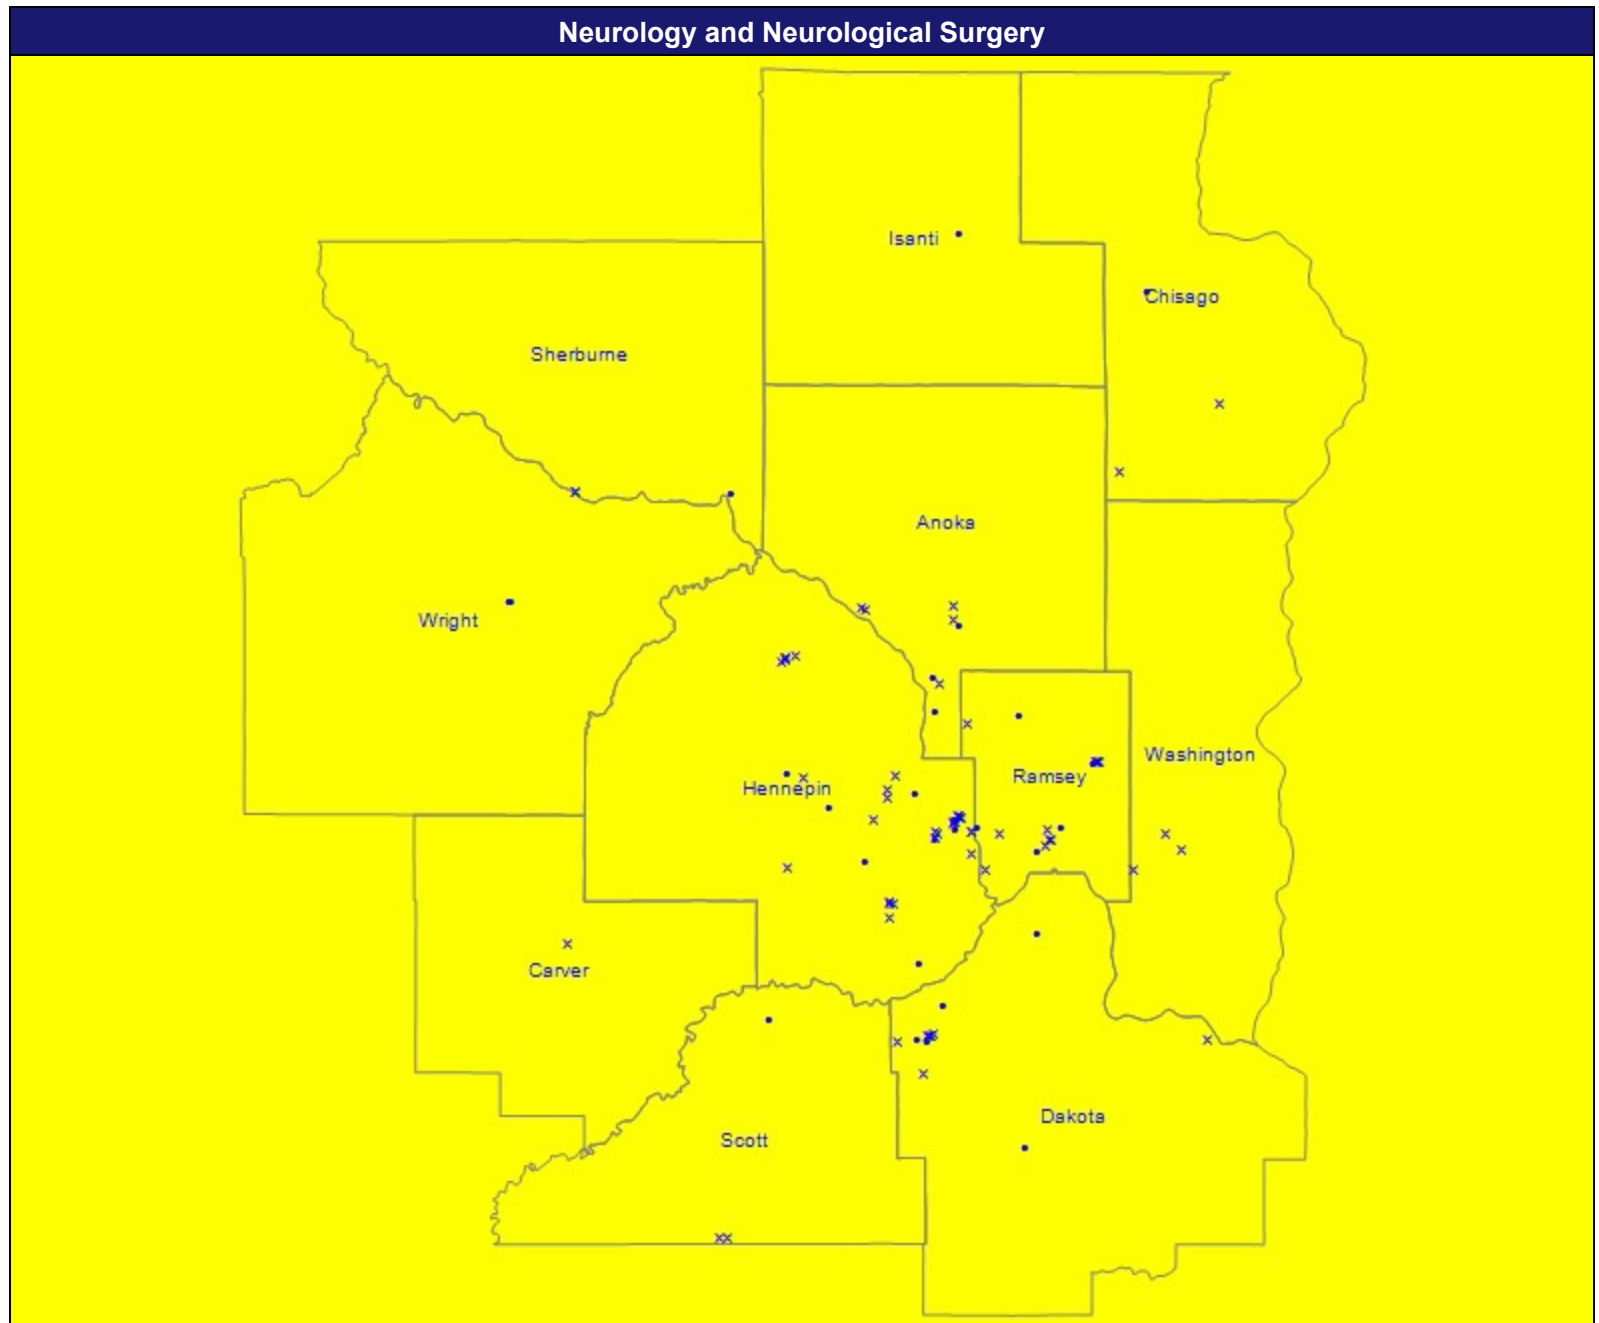 Neurology and Neurological Surgery
Isanti
Chisago
Sherburne
Anoka
Wright
Washington
Ramsey
Hennepin
Carver
Dakota
Scott